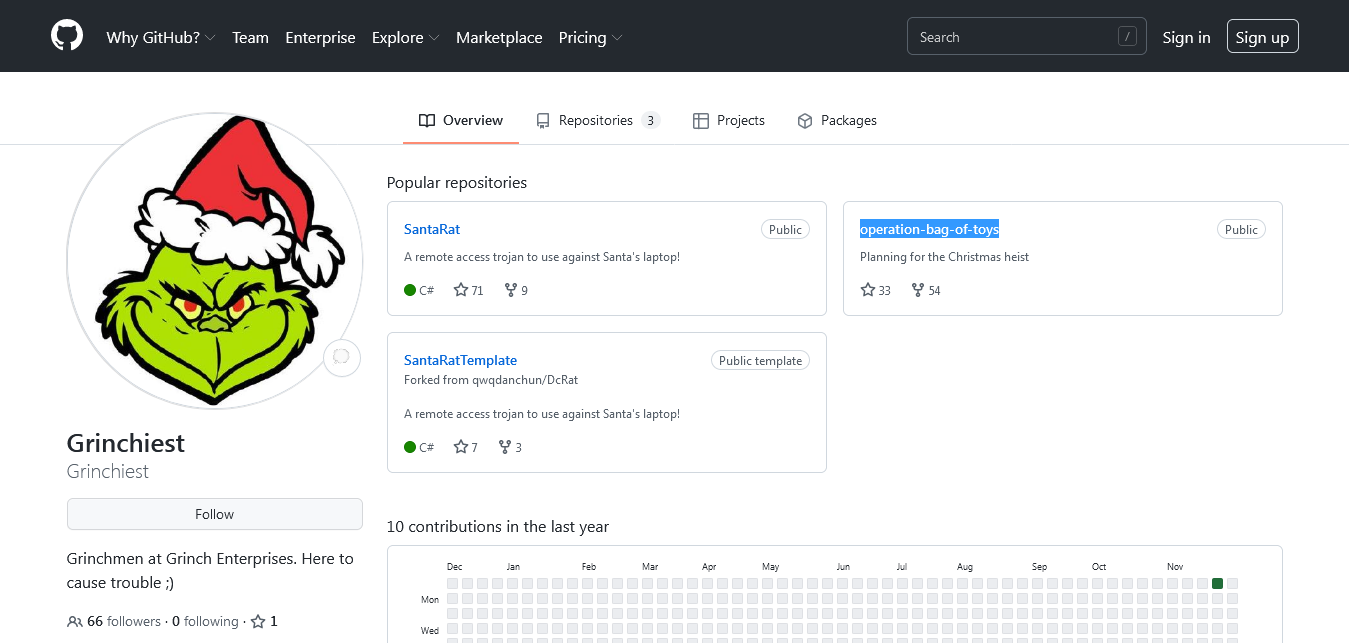 Why GitHub? Team Enterprise Explore Marketplace Pricing Search / Sign in Sign up
Overview Repositories 3 Projects Packages
Popular repositories
SantaRat Public
A remote access trojan to use against Santa's laptop!
C# 71 9
operation-bag-of-toys Public
Planning for the Christmas heist
33 54
SantaRatTemplate Public template
Forked from qwqdanchun/DcRat
A remote access trojan to use against Santa's laptop!
C# 7 3
Grinchiest
Grinchiest
Follow
Grinchmen at Grinch Enterprises. Here to
cause trouble ;)
66 followers · 0 following · 1
10 contributions in the last year
Dec Jan Feb Mar Apr May Jun Jul Aug Sep Oct Nov
Mon
Wed